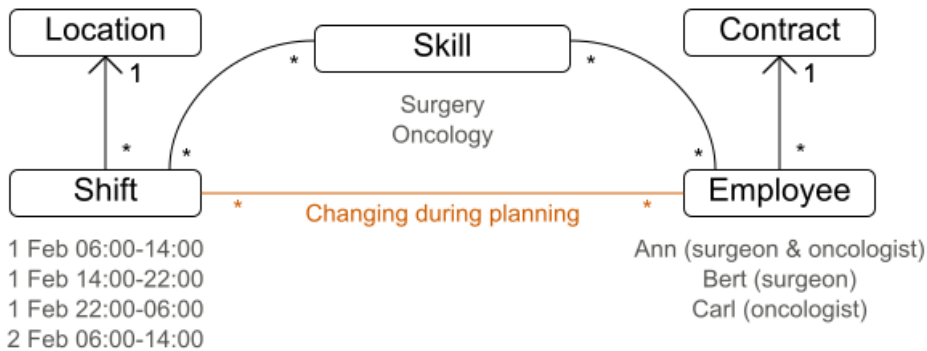 Location
Skill
Contract
1
*
*
1
Surgery
Oncology
*
*
*
*
Shift
Employee
*
Changing during planning
*
1 Feb 06:00-14:00
1 Feb 14:00-22:00
1 Feb 22:00-06:00
2 Feb 06:00-14:00
Ann (surgeon & oncologist)
Bert (surgeon)
Carl (oncologist)